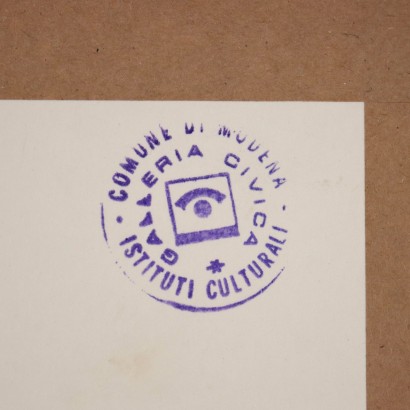 COMUNE DI MODENA
GALLERIA CIVICA
· ISTITUTI CULTURALI ·
*